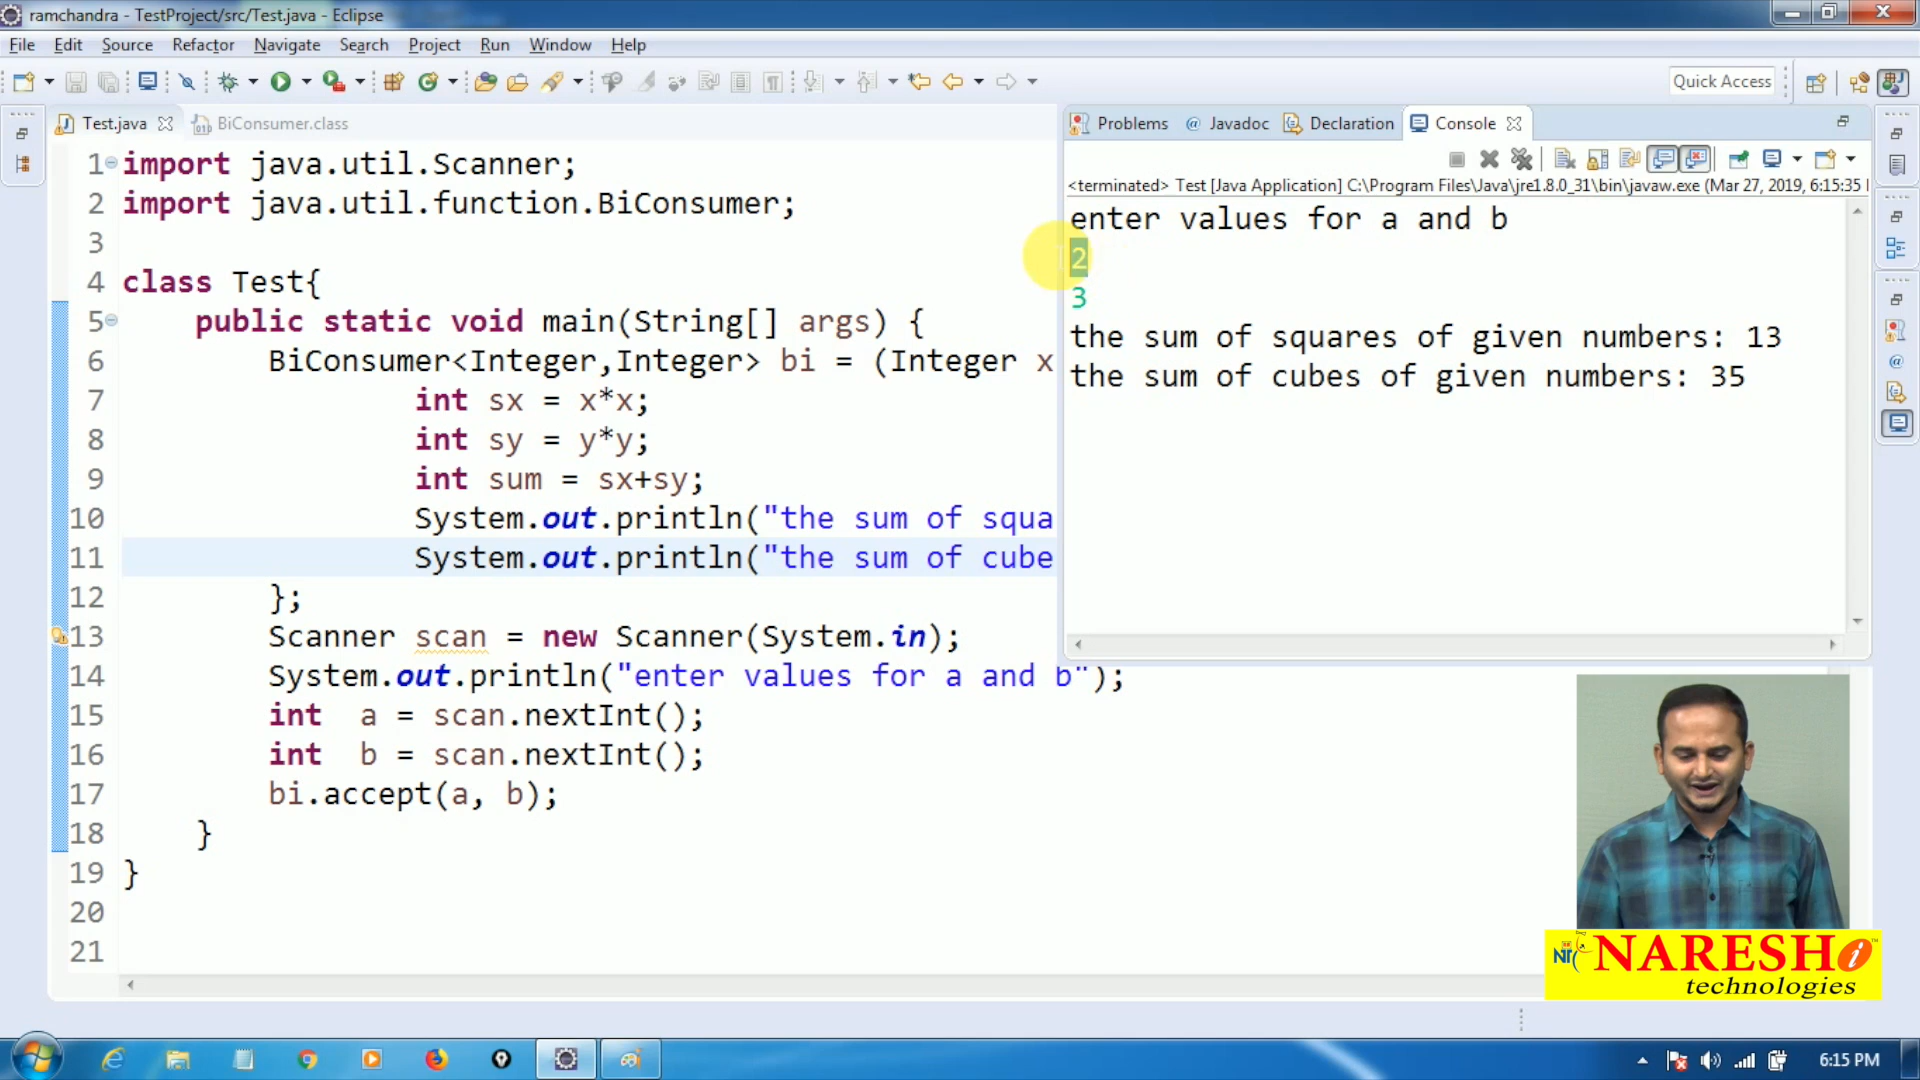 ramchandra - TestProject/src/Test.java - Eclipse
File Edit Source Refactor Navigate Search Project Run Window Help
Quick Access
Test.java BiConsumer.class
1 import java.util.Scanner;
2 import java.util.function.BiConsumer;
3
4 class Test{
5 public static void main(String[] args) {
6 BiConsumer<Integer,Integer> bi = (Integer x
7 int sx = x*x;
8 int sy = y*y;
9 int sum = sx+sy;
10 System.out.println("the sum of squa
11 System.out.println("the sum of cube
12 };
13 Scanner scan = new Scanner(System.in);
14 System.out.println("enter values for a and b");
15 int a = scan.nextInt();
16 int b = scan.nextInt();
17 bi.accept(a, b);
18 }
19 }
20
21
Problems @ Javadoc Declaration Console
<terminated> Test [Java Application] C:\Program Files\Java\jre1.8.0_31\bin\javaw.exe (Mar 27, 2019, 6:15:35
enter values for a and b
2
3
the sum of squares of given numbers: 13
the sum of cubes of given numbers: 35
NARESH i
technologies
6:15 PM